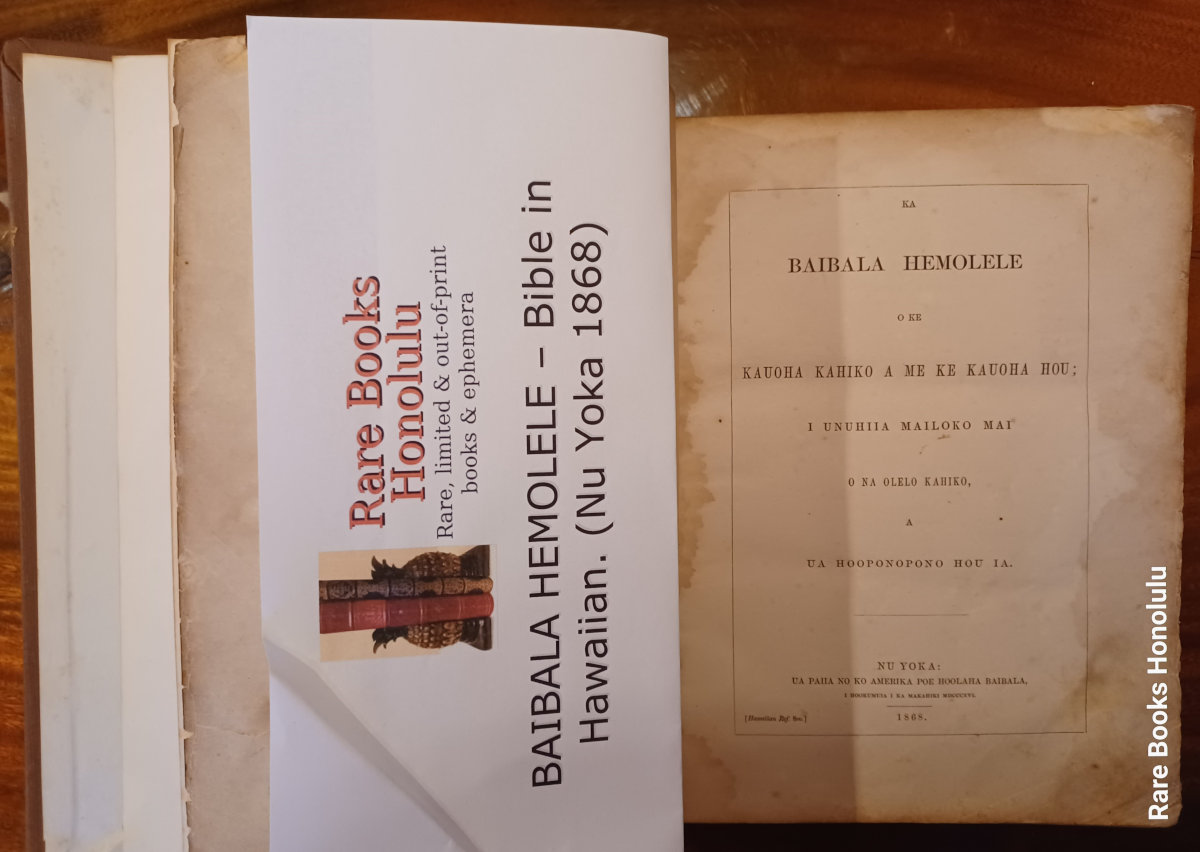 Rare Books
Honolulu
Rare, limited & out-of-print
books & ephemera
BAIBALA HEMOLELE – Bible in
Hawaiian. (Nu Yoka 1868)
KA
BAIBALA HEMOLELE
O KE
KAUOHA KAHIKO A ME KE KAUOHA HOU;
I UNUHIIA MAILOKO MAI
O NA OLELO KAHIKO,
A
UA HOOPONOPONO HOU IA.
NU YOKA:
UA PAIIA NO KO AMERIKA POE HOOLAHA BAIBALA,
I HOOKUMUIA I KA MAKAHIKI MDCCCXVI.
1868.
[Hawaiian Ref. 8vo.]
Rare Books Honolulu